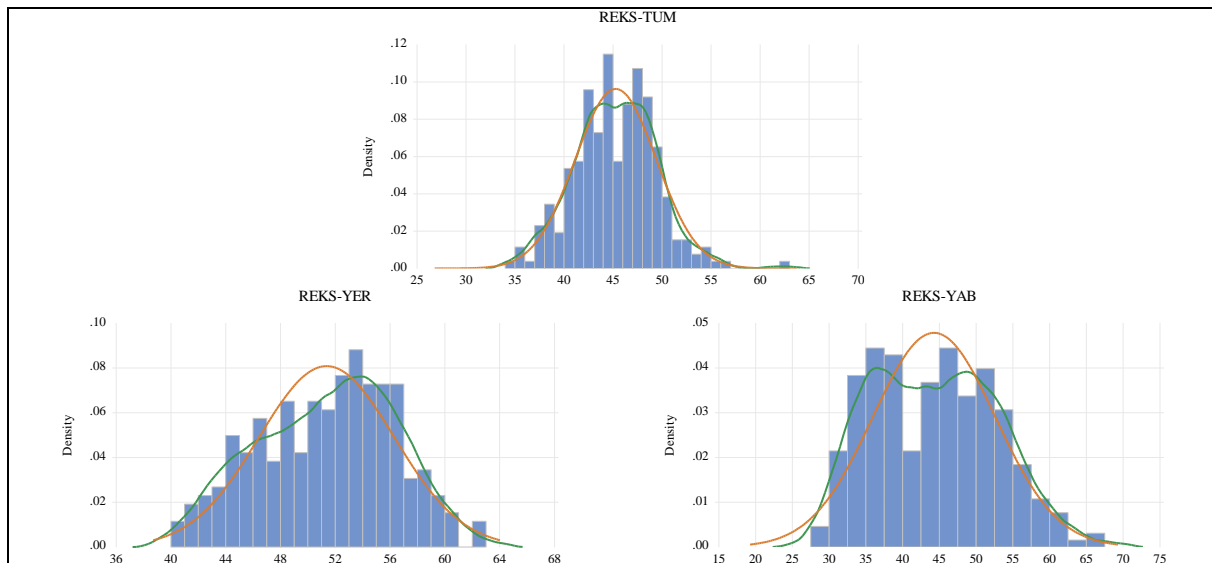 REKS-TUM
.12
.10
.08
.06
.04
.02
.00
Density
25 30 35 40 45 50 55 60 65 70
REKS-YER
.10
.08
.06
.04
.02
.00
Density
36 40 44 48 52 56 60 64 68
REKS-YAB
.05
.04
.03
.02
.01
.00
Density
15 20 25 30 35 40 45 50 55 60 65 70 75